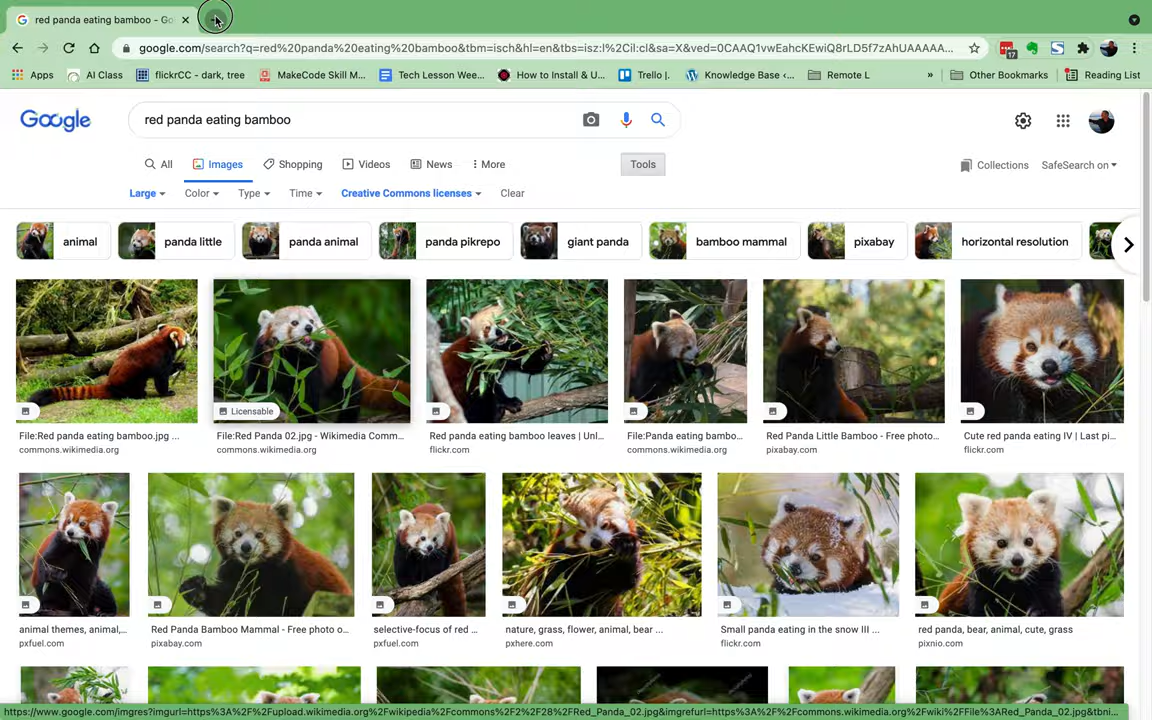 red panda eating bamboo - Go
google.com/search?q=red%20panda%20eating%20bamboo&tbm=isch&hl=en&tbs=isz:l%2Cil:cl&sa=X&ved=0CAAQ1vwEahcKEwiQ8rLD5f7zAhUAAAAA...
17
Apps
AI Class
flickrCC - dark, tree
MakeCode Skill M...
Tech Lesson Wee...
How to Install & U...
Trello |.
Knowledge Base <...
Remote L
»
Other Bookmarks
Reading List
Google
red panda eating bamboo
All
Images
Shopping
Videos
News
More
Tools
Collections
SafeSearch on
Large
Color
Type
Time
Creative Commons licenses
Clear
animal
panda little
panda animal
panda pikrepo
giant panda
bamboo mammal
pixabay
horizontal resolution
Licensable
File:Red panda eating bamboo.jpg ...
commons.wikimedia.org
File:Red Panda 02.jpg - Wikimedia Comm...
commons.wikimedia.org
Red panda eating bamboo leaves | Unl...
flickr.com
File:Panda eating bambo...
commons.wikimedia.org
Red Panda Little Bamboo - Free photo...
pixabay.com
Cute red panda eating IV | Last pi...
flickr.com
animal themes, animal,...
pxfuel.com
Red Panda Bamboo Mammal - Free photo o...
pixabay.com
selective-focus of red ...
pxfuel.com
nature, grass, flower, animal, bear ...
pxhere.com
Small panda eating in the snow III ...
flickr.com
red panda, bear, animal, cute, grass
pixnio.com
https://www.google.com/imgres?imgurl=https%3A%2F%2Fupload.wikimedia.org%2Fwikipedia%2Fcommons%2F2%2F28%2FRed_Panda_02.jpg&imgrefurl=https%3A%2F%2Fcommons.wikimedia.org%2Fwiki%2FFile%3ARed_Panda_02.jpg&tbni...